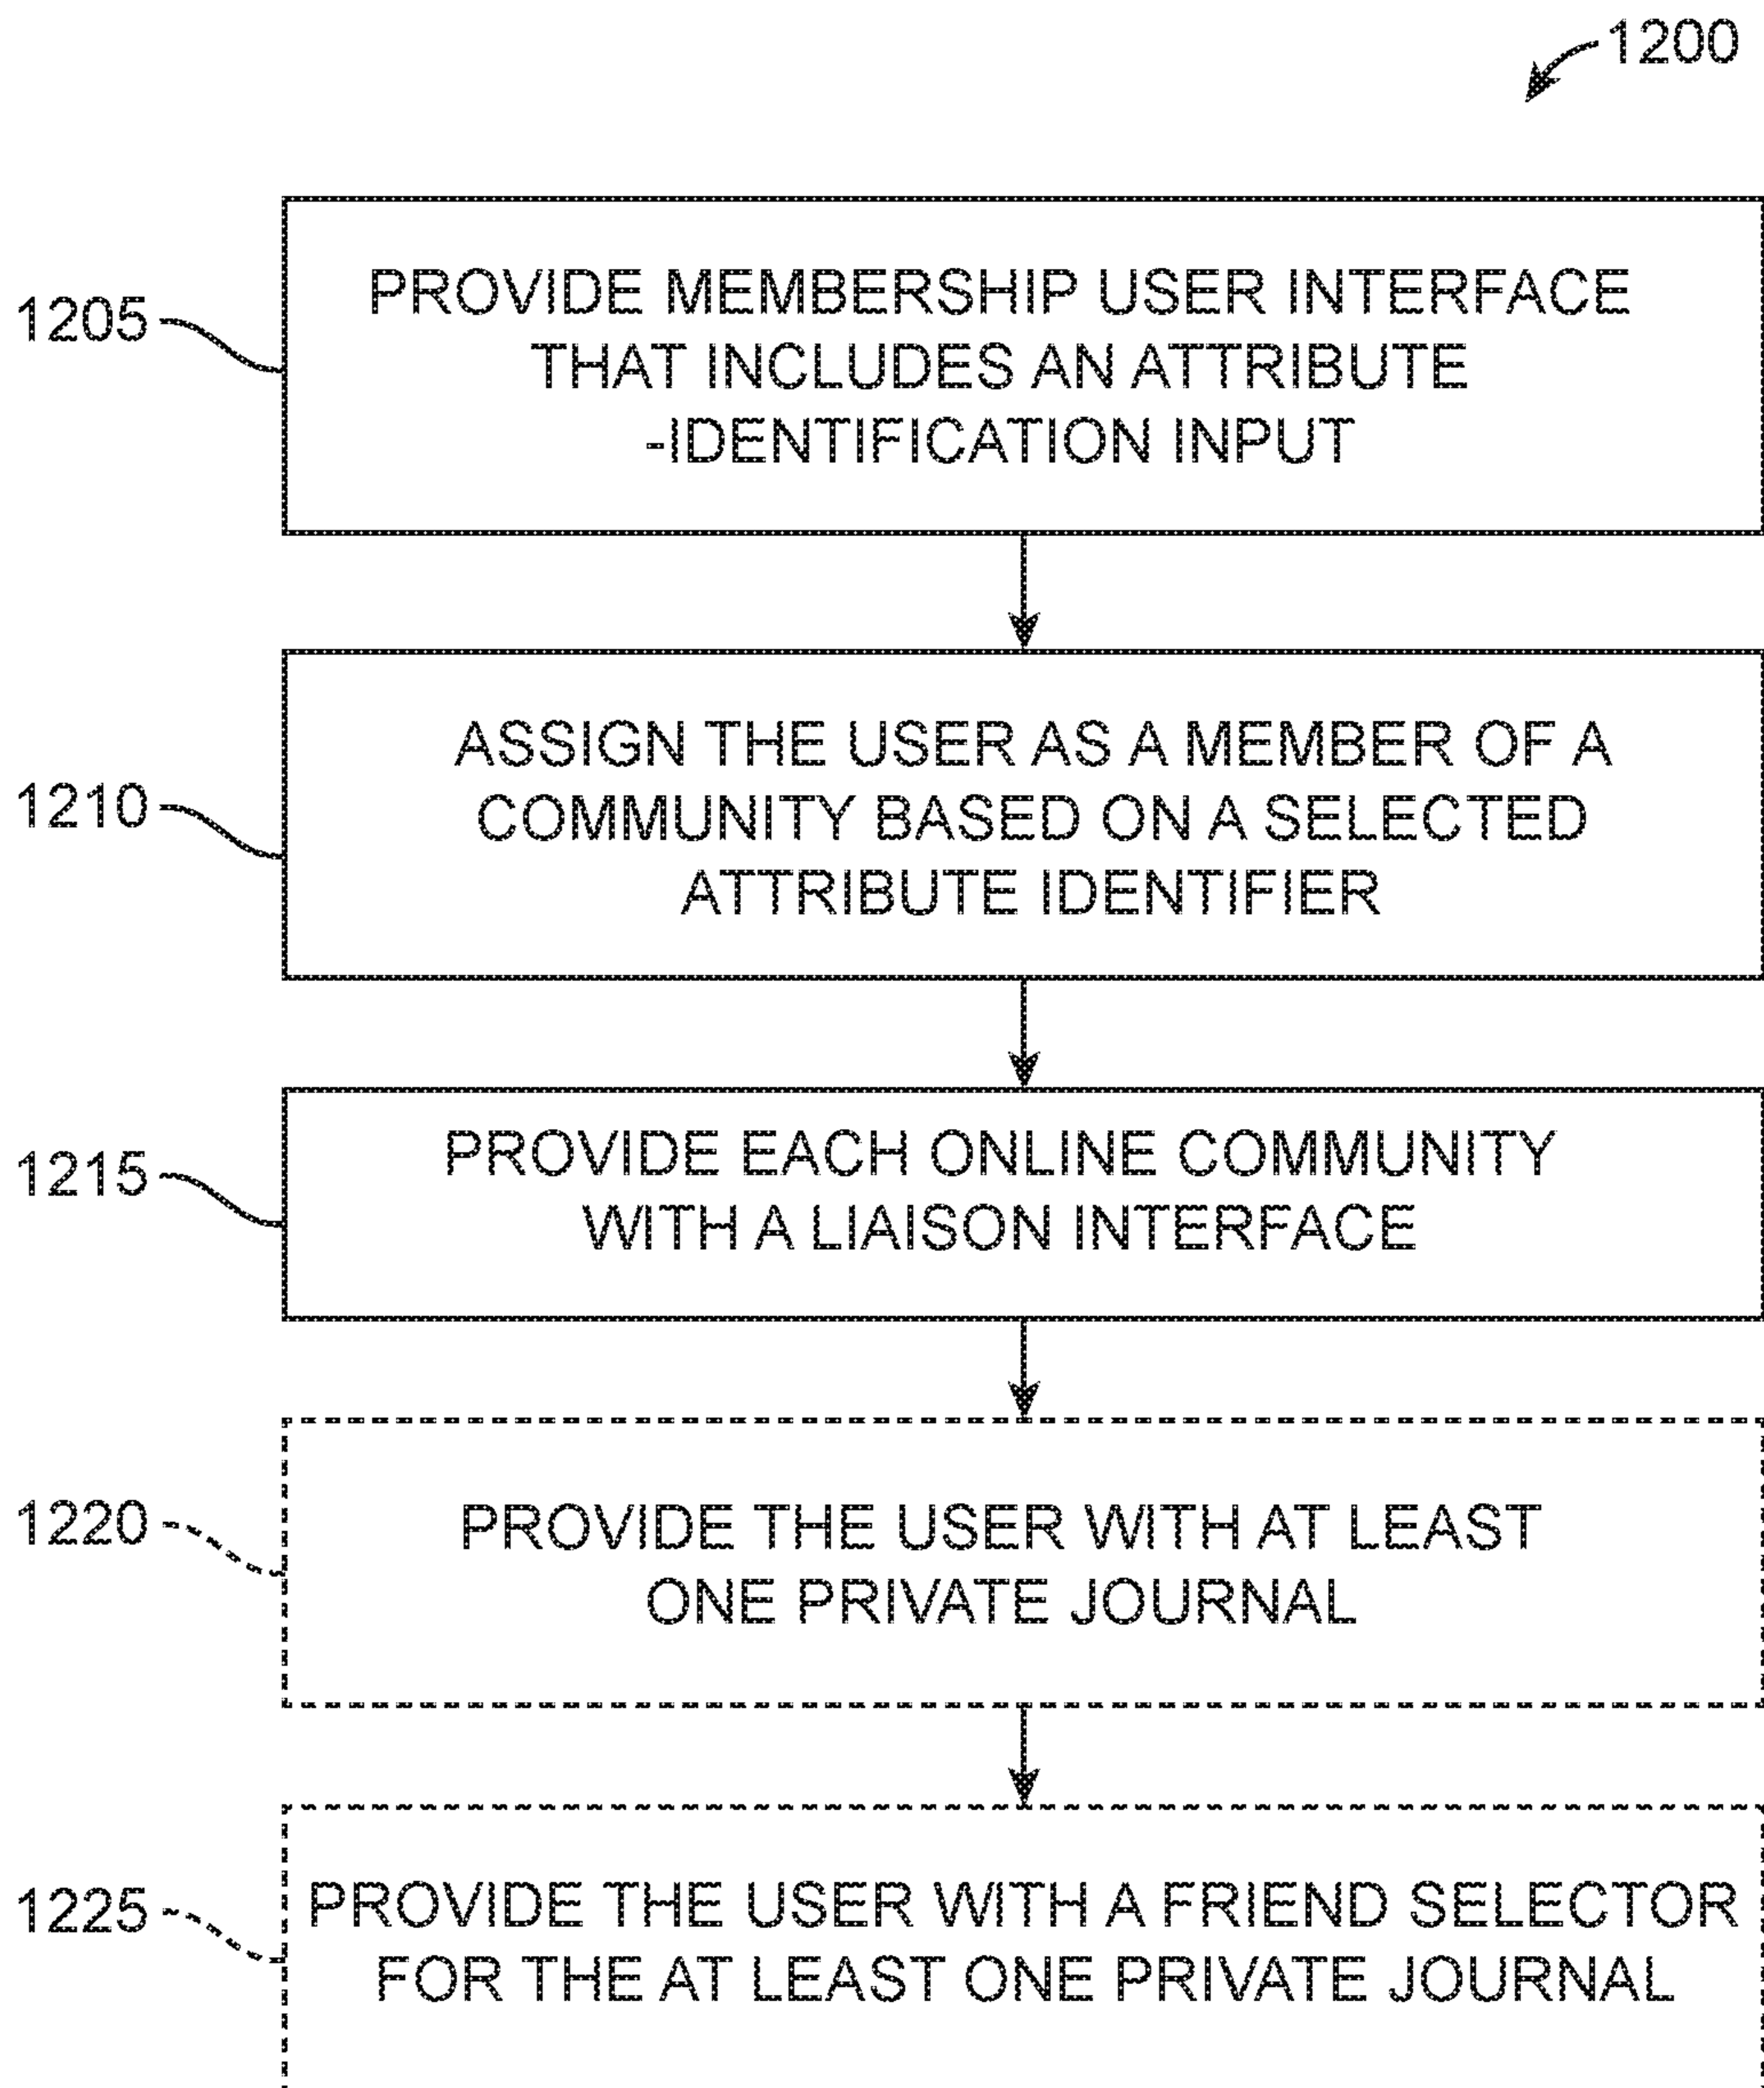 1200
1205
PROVIDE MEMBERSHIP USER INTERFACE
THAT INCLUDES AN ATTRIBUTE
-IDENTIFICATION INPUT
1210
ASSIGN THE USER AS A MEMBER OF A
COMMUNITY BASED ON A SELECTED
ATTRIBUTE IDENTIFIER
1215
PROVIDE EACH ONLINE COMMUNITY
WITH A LIAISON INTERFACE
1220
PROVIDE THE USER WITH AT LEAST
ONE PRIVATE JOURNAL
1225
PROVIDE THE USER WITH A FRIEND SELECTOR
FOR THE AT LEAST ONE PRIVATE JOURNAL